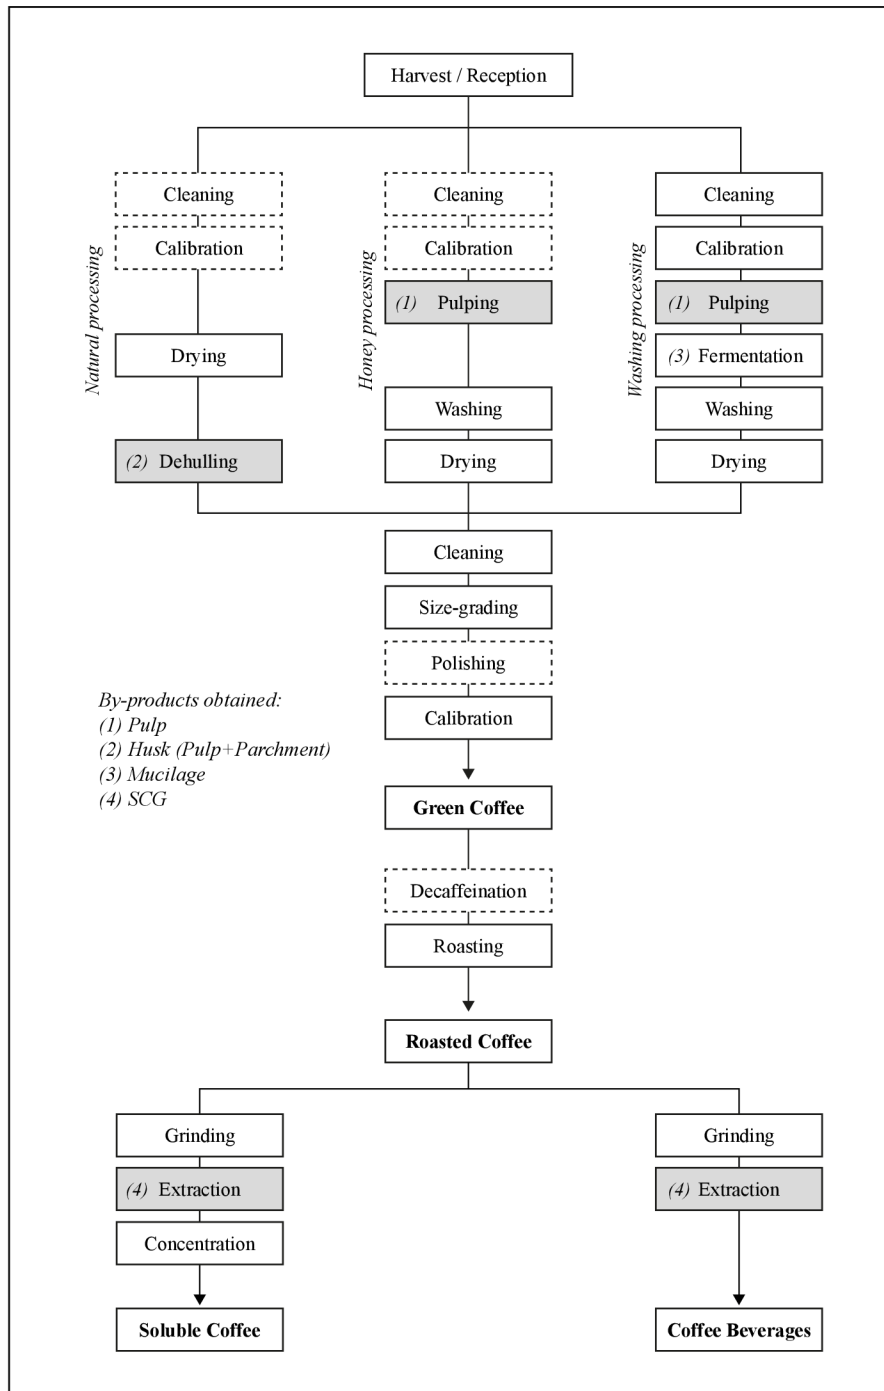 Harvest / Reception
Natural processing
Cleaning
Calibration
Drying
(2) Dehulling
Honey processing
Cleaning
Calibration
(1) Pulping
Washing
Drying
Washing processing
Cleaning
Calibration
(1) Pulping
(3) Fermentation
Washing
Drying
Cleaning
Size-grading
Polishing
Calibration
By-products obtained:
(1) Pulp
(2) Husk (Pulp+Parchment)
(3) Mucilage
(4) SCG
Green Coffee
Decaffeination
Roasting
Roasted Coffee
Grinding
(4) Extraction
Concentration
Soluble Coffee
Grinding
(4) Extraction
Coffee Beverages